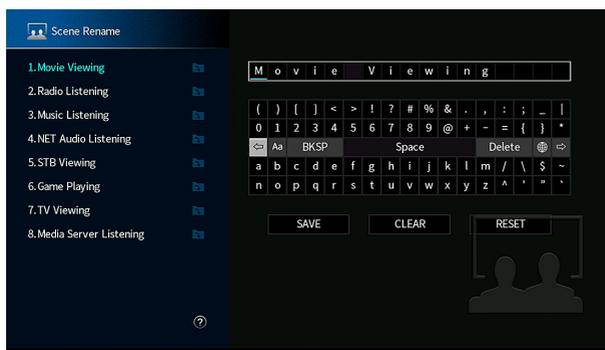 Scene Rename
1.Movie Viewing
2.Radio Listening
3.Music Listening
4.NET Audio Listening
5.STB Viewing
6.Game Playing
7.TV Viewing
8.Media Server Listening
?
Movie Viewing
( ) [ ] < > ! ? # % & . , : ; _ |
0 1 2 3 4 5 6 7 8 9 @ + - = { } *
⇦ Aa BKSP Space Delete ⇨
a b c d e f g h i j k l m / \ $ ~
n o p q r s t u v w x y z ^ ' " `
SAVE CLEAR RESET